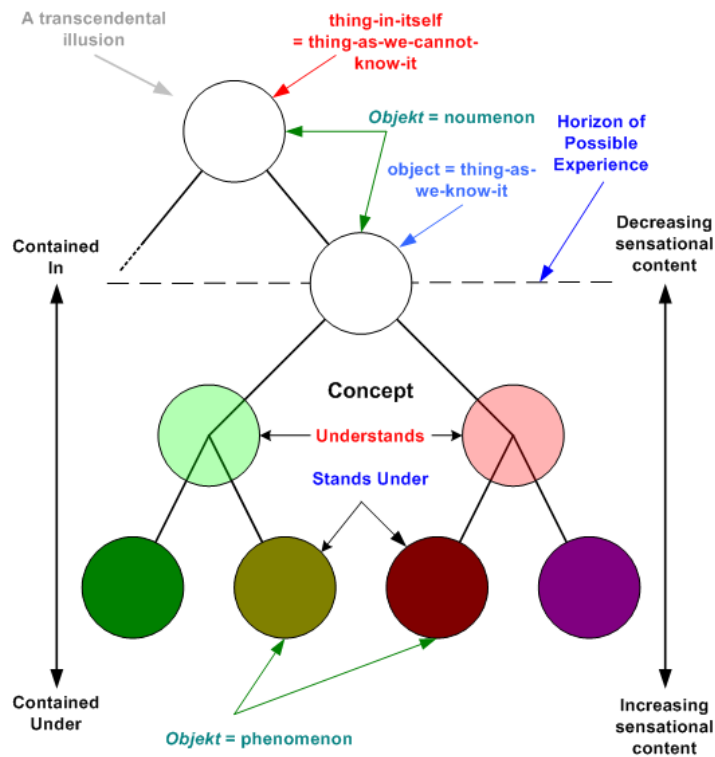 A transcendental
illusion
thing-in-itself
= thing-as-we-cannot-
know-it
Objekt = noumenon
Horizon of
Possible
Experience
object = thing-as-
we-know-it
Contained
In
Decreasing
sensational
content
Concept
Understands
Stands Under
Contained
Under
Increasing
sensational
content
Objekt = phenomenon